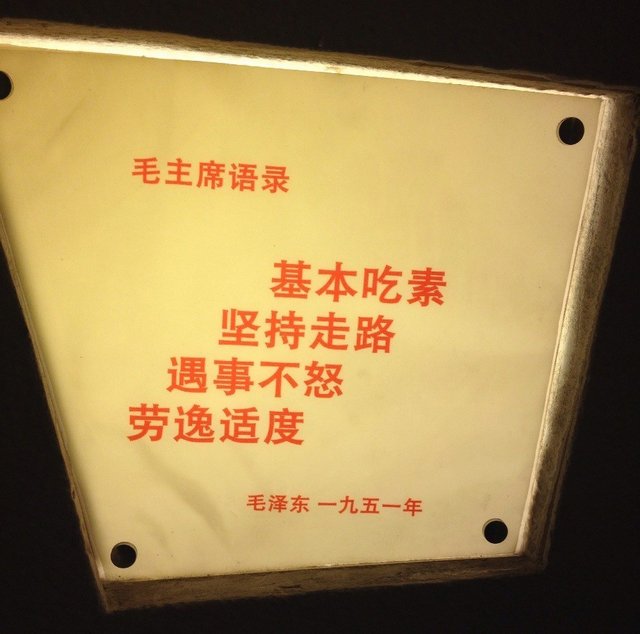 毛主席语录
基本吃素
坚持走路
遇事不怒
劳逸适度
毛泽东 一九五一年